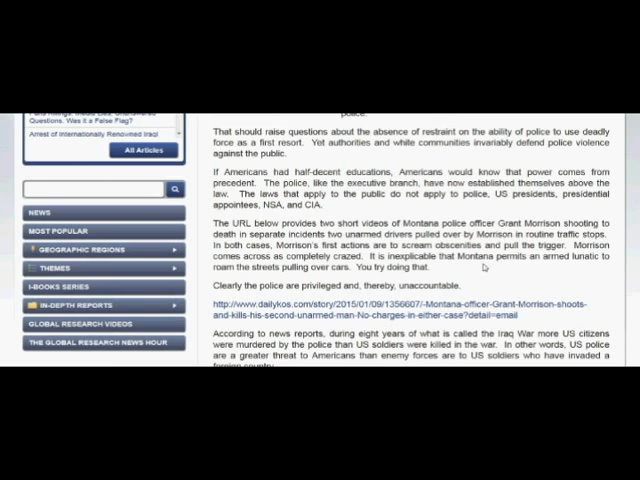 Questions. Was it a False Flag?
Arrest of Internationally Renowned Iraqi
All Articles
NEWS
MOST POPULAR
GEOGRAPHIC REGIONS
THEMES
I-BOOKS SERIES
IN-DEPTH REPORTS
GLOBAL RESEARCH VIDEOS
THE GLOBAL RESEARCH NEWS HOUR
police.
That should raise questions about the absence of restraint on the ability of police to use deadly
force as a first resort. Yet authorities and white communities invariably defend police violence
against the public.
If Americans had half-decent educations, Americans would know that power comes from
precedent. The police, like the executive branch, have now established themselves above the
law. The laws that apply to the public do not apply to police, US presidents, presidential
appointees, NSA, and CIA.
The URL below provides two short videos of Montana police officer Grant Morrison shooting to
death in separate incidents two unarmed drivers pulled over by Morrison in routine traffic stops.
In both cases, Morrison's first actions are to scream obscenities and pull the trigger. Morrison
comes across as completely crazed. It is inexplicable that Montana permits an armed lunatic to
roam the streets pulling over cars. You try doing that.
Clearly the police are privileged and, thereby, unaccountable.
http://www.dailykos.com/story/2015/01/09/1356607/-Montana-officer-Grant-Morrison-shoots-
and-kills-his-second-unarmed-man-No-charges-in-either-case?detail=email
According to news reports, during eight years of what is called the Iraq War more US citizens
were murdered by the police than US soldiers were killed in the war. In other words, US police
are a greater threat to Americans than enemy forces are to US soldiers who have invaded a
foreign country.